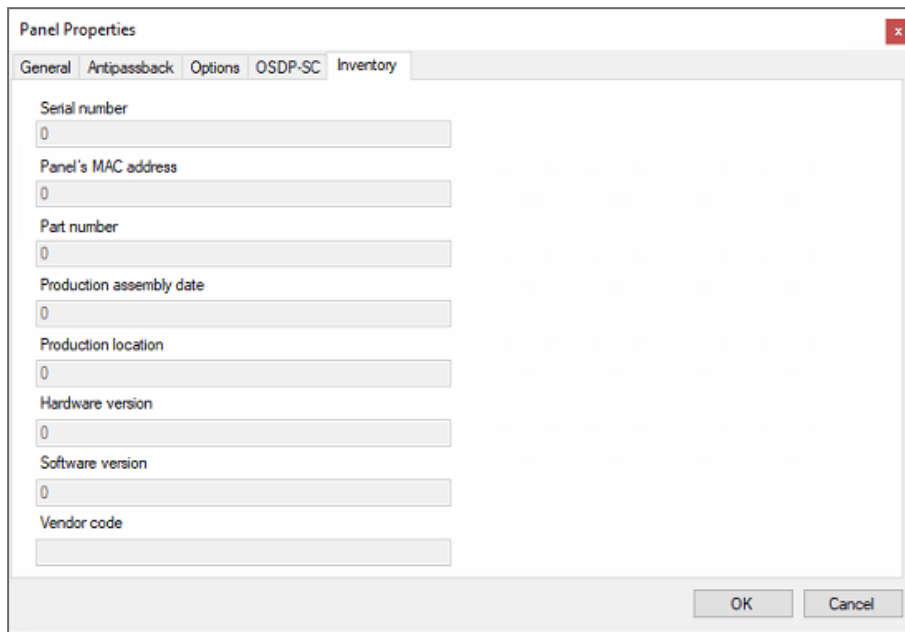 Panel Properties
x
General Antipassback Options OSDP-SC Inventory
Serial number
0
Panel's MAC address
0
Part number
0
Production assembly date
0
Production location
0
Hardware version
0
Software version
0
Vendor code
OK Cancel